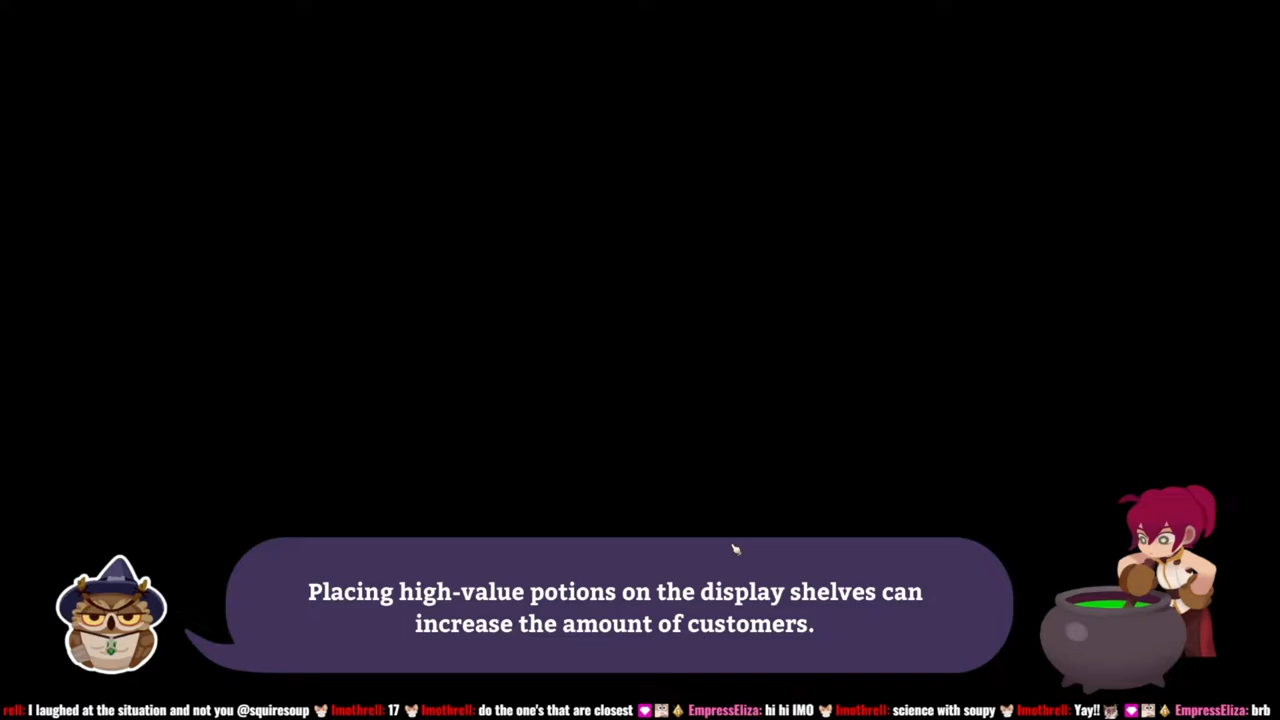 Placing high-value potions on the display shelves can
increase the amount of customers.
rell: I laughed at the situation and not you @squiresoup lmothrell: 17 lmothrell: do the one's that are closest EmpressEliza: hi hi IMO lmothrell: science with soupy lmothrell: Yay!! EmpressEliza: brb